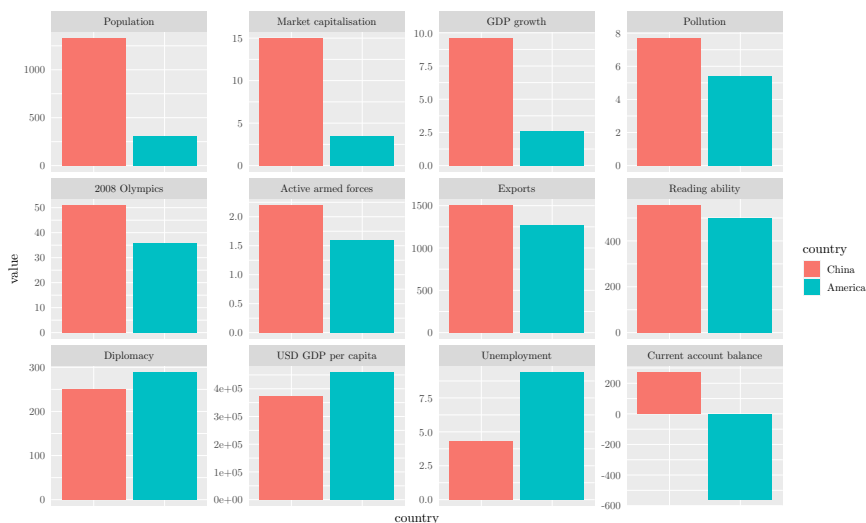 Population
Market capitalisation
GDP growth
Pollution
1000
500
0
15
10
5
0
10.0
7.5
5.0
2.5
0.0
8
6
4
2
0
2008 Olympics
Active armed forces
Exports
Reading ability
50
40
30
20
10
0
2.0
1.5
1.0
0.5
0.0
1500
1000
500
0
400
200
0
Diplomacy
USD GDP per capita
Unemployment
Current account balance
300
200
100
0
4e+05
3e+05
2e+05
1e+05
0e+00
7.5
5.0
2.5
0.0
200
0
-200
-400
-600
value
country
country
China
America